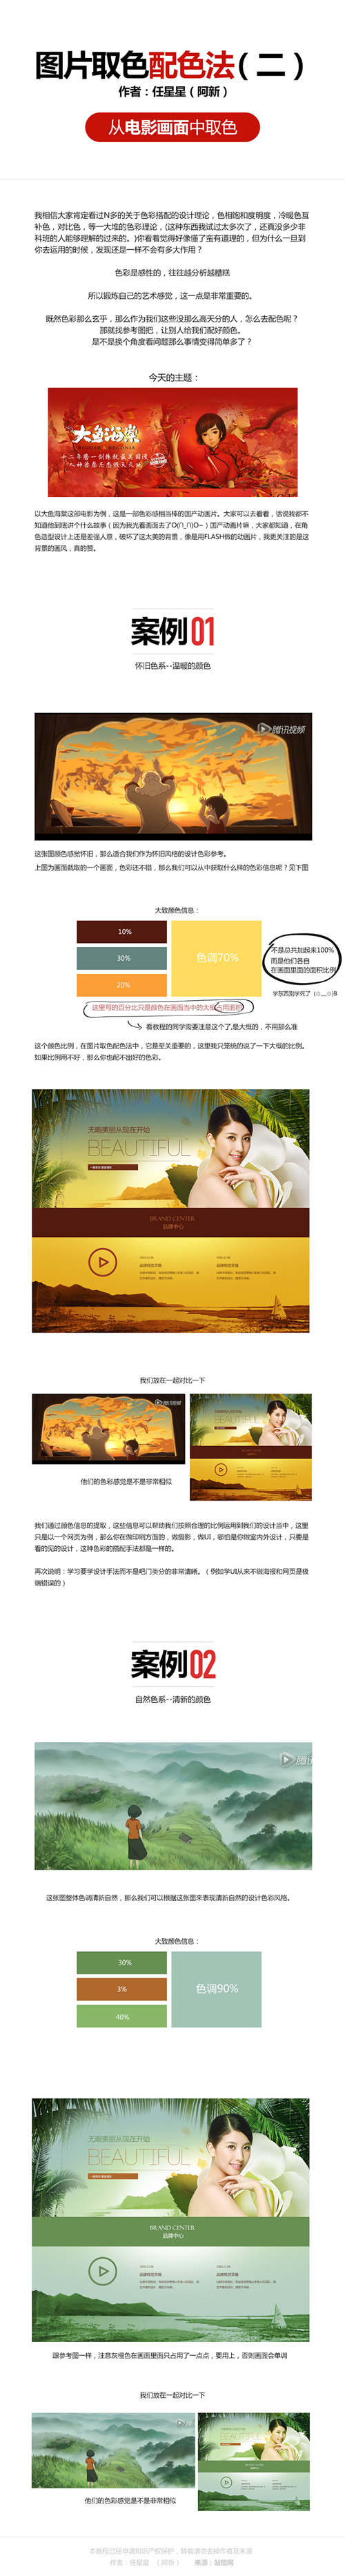 图片取色配色法（二）
作者：任星星（阿新）
从电影画面中取色
我相信大家肯定看过N多的关于色彩搭配的设计理论，色相饱和度明度，冷暖色互
补色，对比色，等一大堆的色彩理论，(这种东西我试过太多次了，还真没多少非
科班的人能够理解的过来的。)你看着觉得好像懂了蛮有道理的，但为什么一旦到
你去运用的时候，发现还是一样不会有多大作用？
色彩是感性的，往往越分析越糟糕
所以锻炼自己的艺术感觉，这一点是非常重要的。
既然色彩那么玄乎，那么作为我们这些没那么高天分的人，怎么去配色呢？
那就找参考图把，让别人给我们配好颜色。
是不是换个角度看问题那么事情变得简单多了？
今天的主题：
大鱼海棠
以大鱼海棠这部电影为例，这是一部色彩感相当棒的国产动画片。大家可以去看看，话说我都不
知道他到底讲个什么故事（因为我光看画面去了O(∩_∩)O~）国产动画片嘛，大家都知道，在角
色造型设计上还是差强人意，破坏了这太美的背景，像是用FLASH做的动画片，我更关注的是这
背景的画风，真的赞。
案例01
怀旧色系--温暖的颜色
腾讯视频
这张图颜色感觉怀旧，那么适合我们作为怀旧风格的设计色彩参考。
上图为画面截取的一个画面，色彩还不错，那么我们可以从中获取什么样的色彩信息呢？见下图
大致颜色信息：
10%
30%
20%
色调70%
不是总共加起来100%
而是他们各自
在画面里面的面积比例
这里写的百分比只是颜色在画面当中的大概占用面积
看教程的同学需要注意这个了,是大概的，不用那么准
这个颜色比例，在图片取色配色法中，它是至关重要的，这里我只笼统的说了一下大概的比例。
如果比例用不好，那么你也配不出好的色彩。
无暇美丽从现在开始
BEAUTIFUL
BRAND CENTER
品牌中心
我们放在一起对比一下
他们的色彩感觉是不是非常相似
我们通过颜色信息的提取，这些信息可以帮助我们按照合理的比例运用到我们的设计当中，这里
只是以一个网页为例，那么你在做印刷方面的，做摄影，做UI，哪怕是你做室内外设计，只要是
看的见的设计，这种色彩的搭配手法都是一样的。
再次说明：学习要学设计手法而不是吧门类分的非常清晰。（例如学UI从来不做海报和网页是极
端错误的）
案例02
自然色系--清新的颜色
这张图整体色调清新自然，那么我们可以根据这张图来表现清新自然的设计色彩风格。
大致颜色信息：
30%
3%
40%
色调90%
无暇美丽从现在开始
BEAUTIFUL
BRAND CENTER
品牌中心
跟参考图一样，注意灰橙色在画面里面只占用了一点点，要用上，否则画面会单调
我们放在一起对比一下
他们的色彩感觉是不是非常相似
作者：任星星（阿新）
来源：站酷网